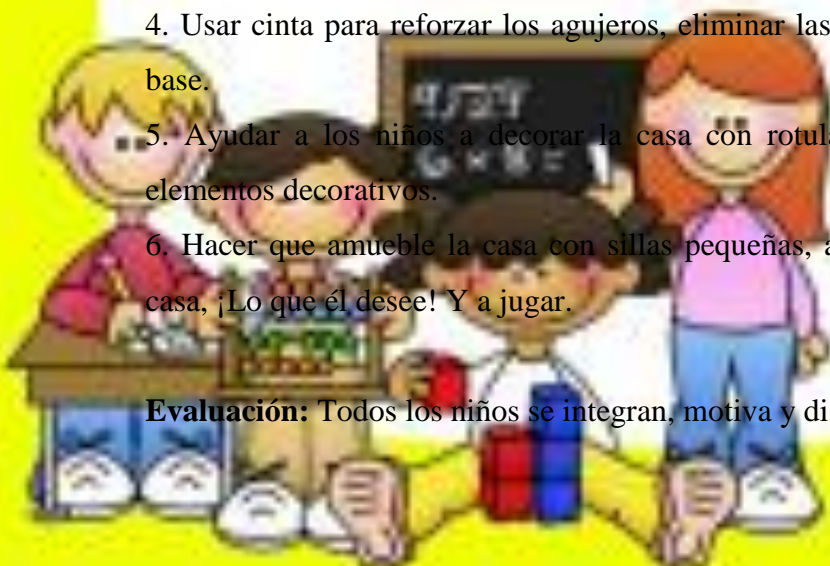 4. Usar cinta para reforzar los agujeros, eliminar las
base.
5. Ayudar a los niños a decorar la casa con
elementos decorativos.
6. Hacer que amueble la casa con sillas pequeñas,
casa, ¡Lo que él desee! Y a jugar.
Evaluación: Todos los niños se integran, motiva y